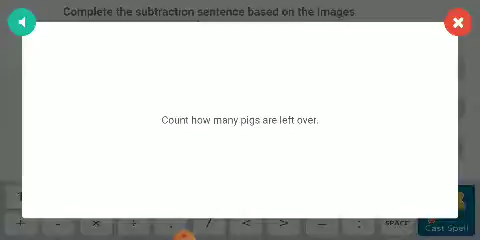 Complete the subtraction sentence based on the images
Count how many pigs are left over.
SPACE
Cast Spell